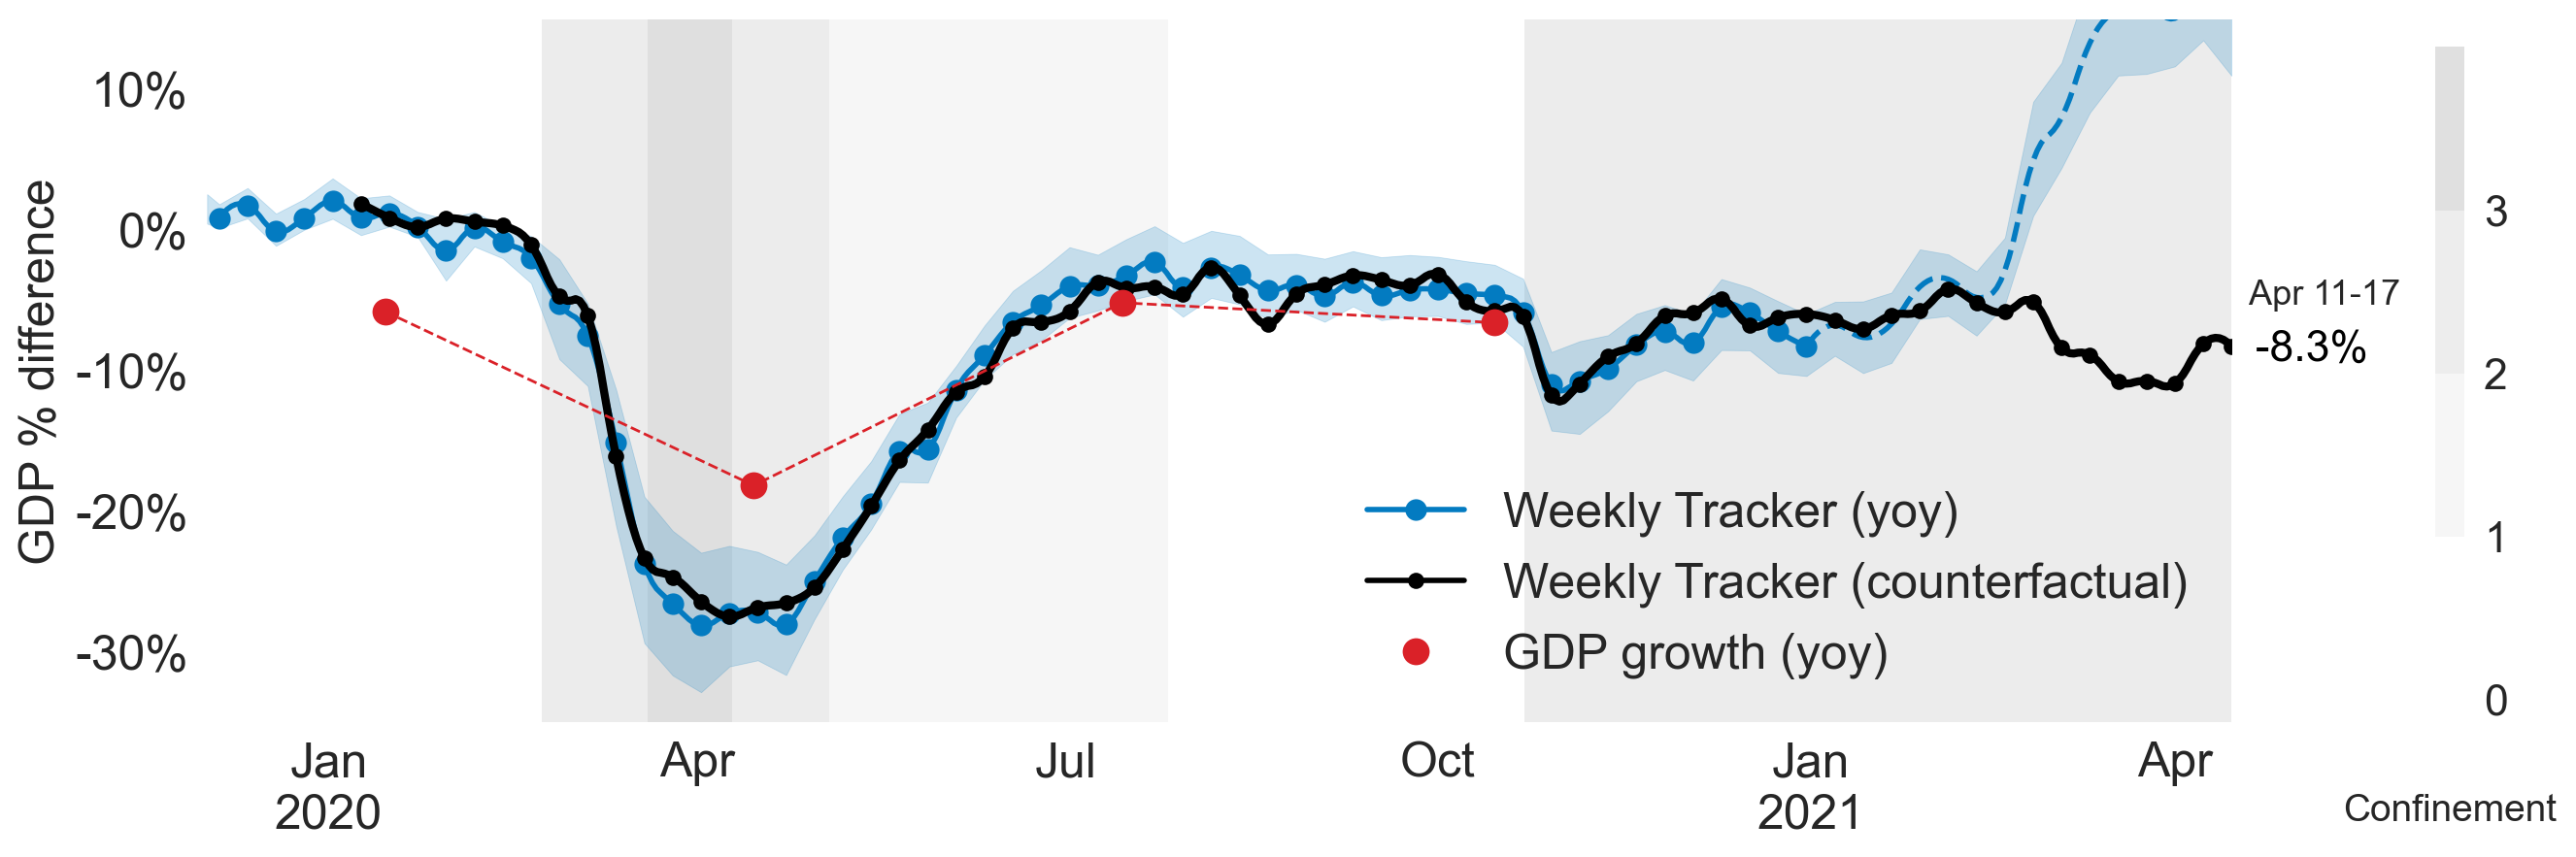 GDP % difference
10%
0%
-10%
-20%
-30%
Jan
2020
Apr
Jul
Oct
Jan
2021
Apr
Weekly Tracker (yoy)
Weekly Tracker (counterfactual)
GDP growth (yoy)
Apr 11-17
-8.3%
3
2
1
0
Confinement